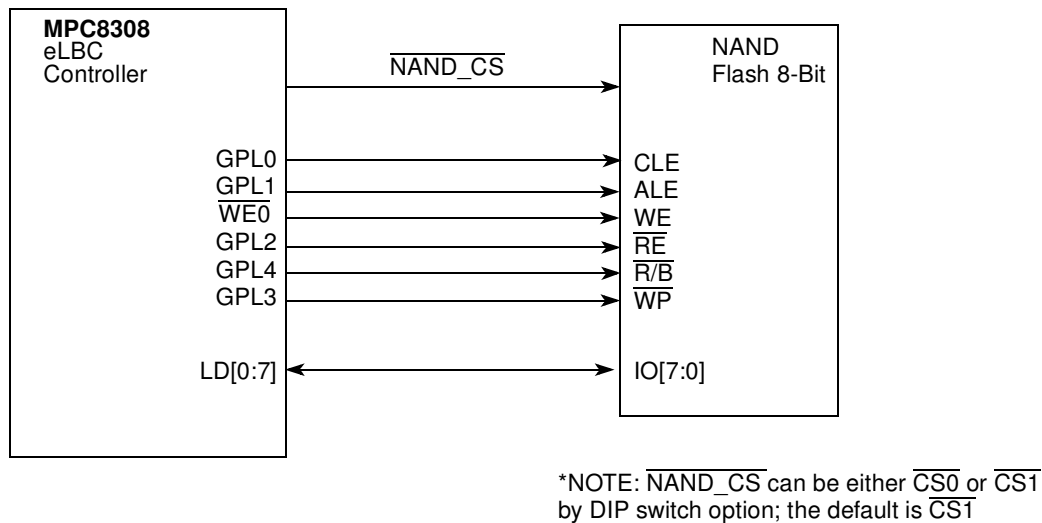 MPC8308
eLBC
Controller
NAND_CS
NAND
Flash 8-Bit
GPL0
GPL1
WE0
GPL2
GPL4
GPL3
LD[0:7]
CLE
ALE
WE
RE
R/B
WP
IO[7:0]
*NOTE: NAND_CS can be either CS0 or CS1
by DIP switch option; the default is CS1